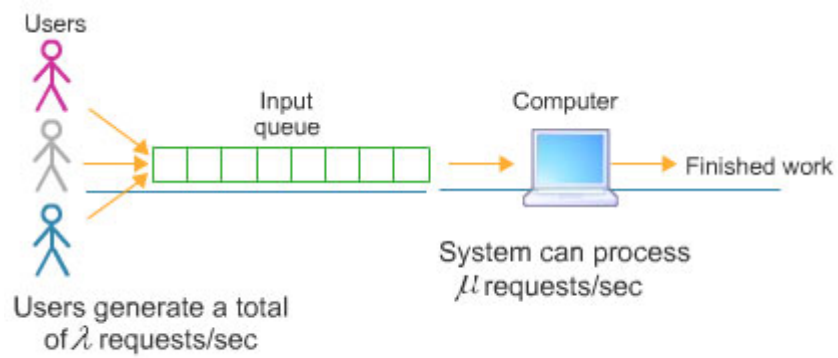 Users
Input
queue
Computer
Finished work
System can process
μ requests/sec
Users generate a total
of λ requests/sec